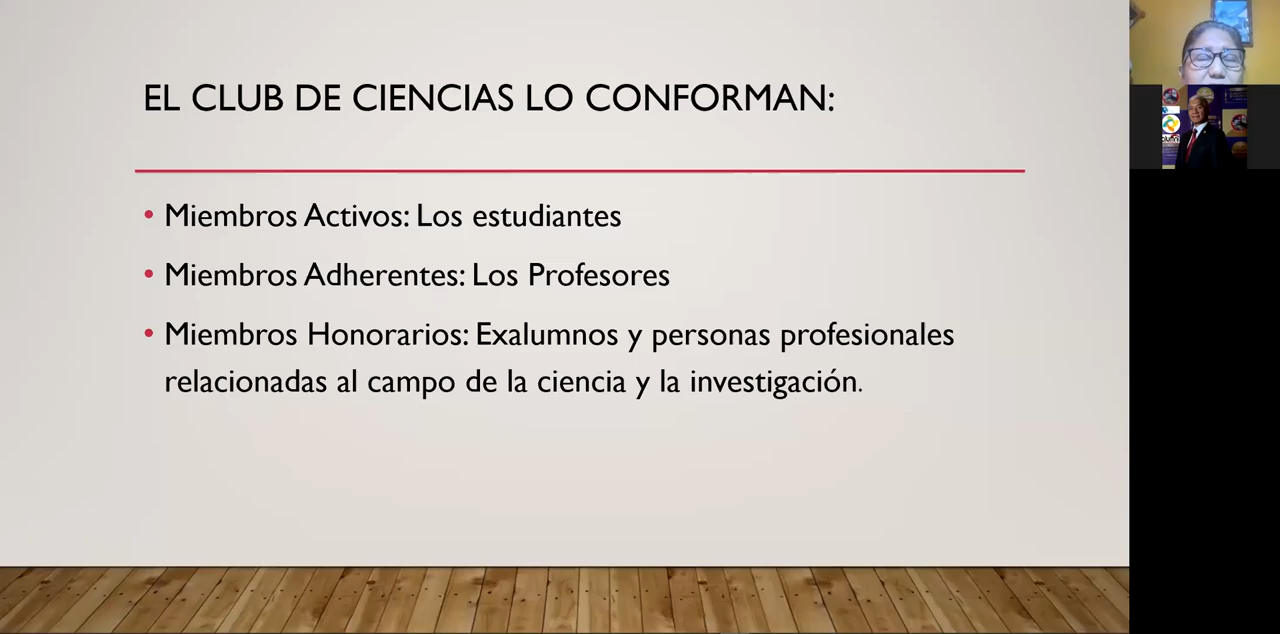 EL CLUB DE CIENCIAS LO CONFORMAN:
• Miembros Activos: Los estudiantes
• Miembros Adherentes: Los Profesores
• Miembros Honorarios: Exalumnos y personas profesionales
relacionadas al campo de la ciencia y la investigación.